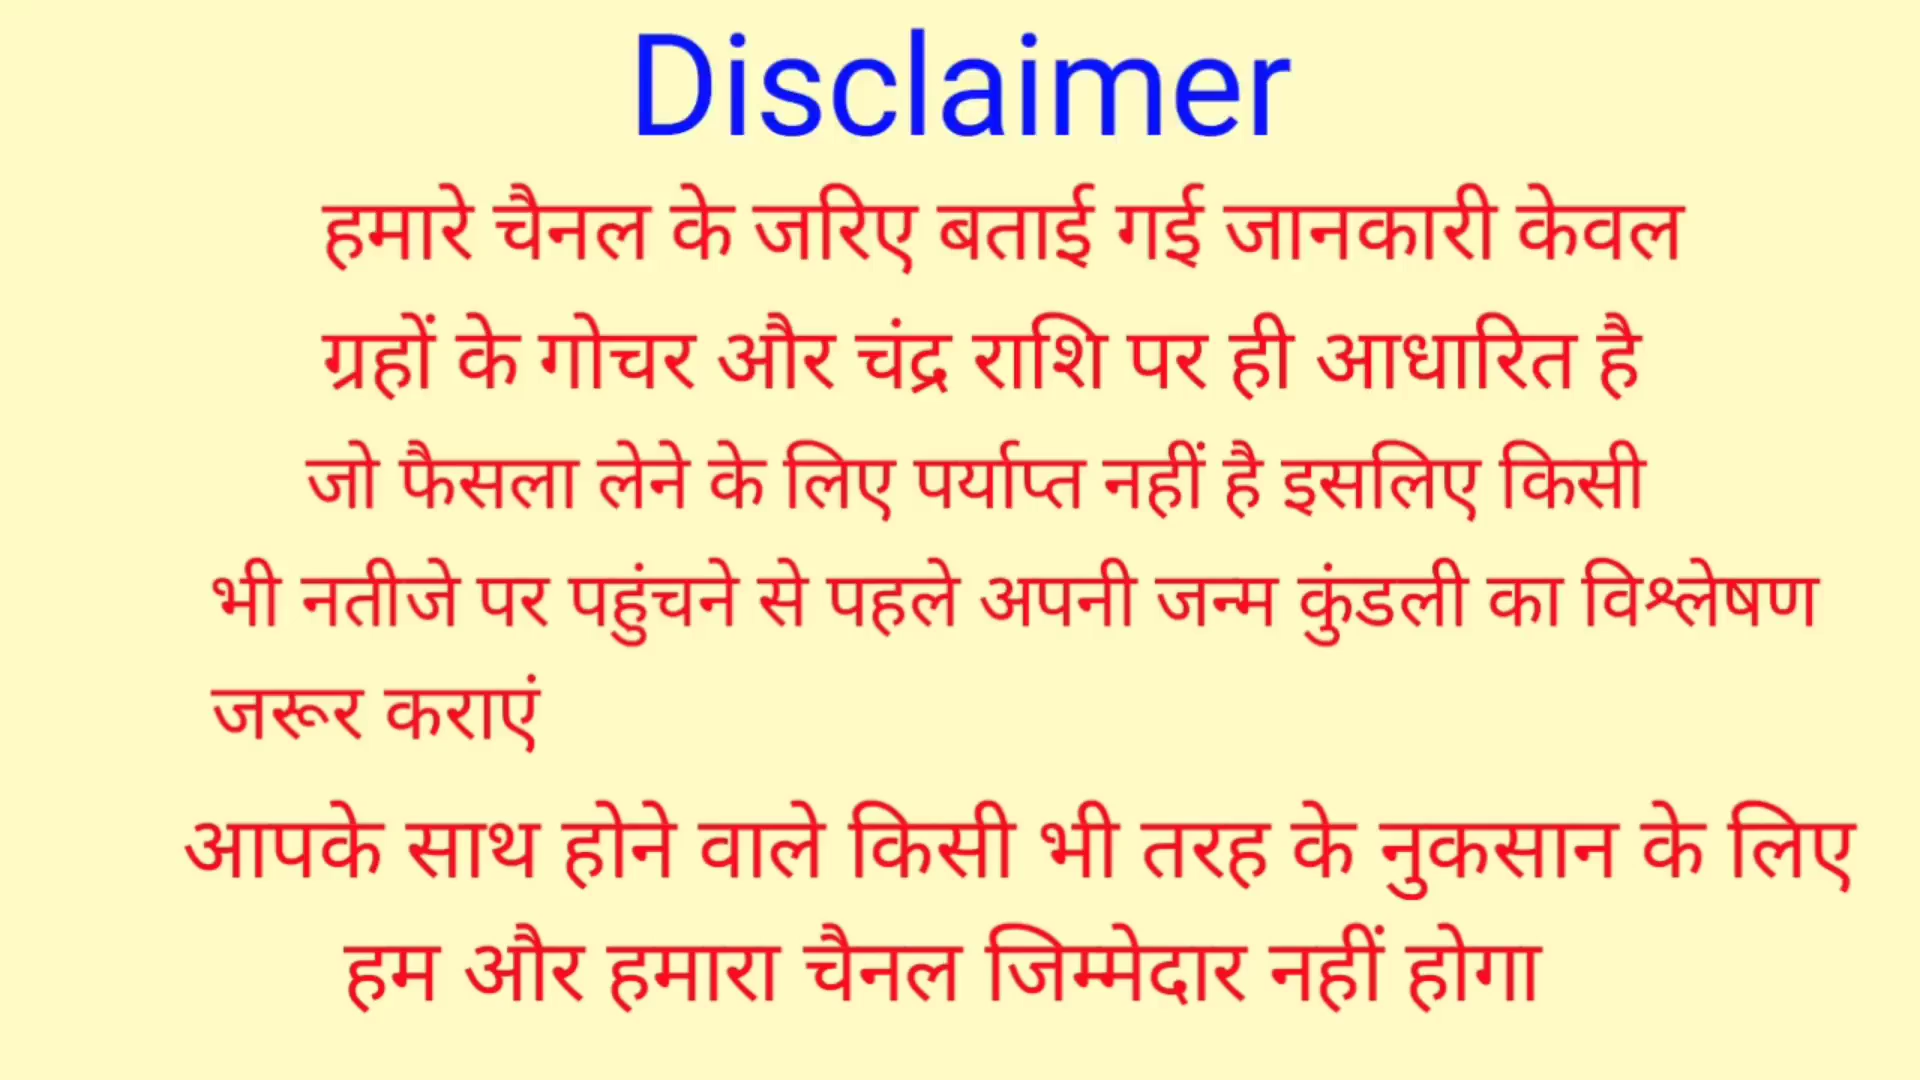 Disclaimer
हमारे चैनल के जरिए बताई गई जानकारी केवल
ग्रहों के गोचर और चंद्र राशि पर ही आधारित है
जो फैसला लेने के लिए पर्याप्त नहीं है इसलिए किसी
भी नतीजे पर पहुंचने से पहले अपनी जन्म कुंडली का विश्लेषण
जरूर कराएं
आपके साथ होने वाले किसी भी तरह के नुकसान के लिए
हम और हमारा चैनल जिम्मेदार नहीं होगा